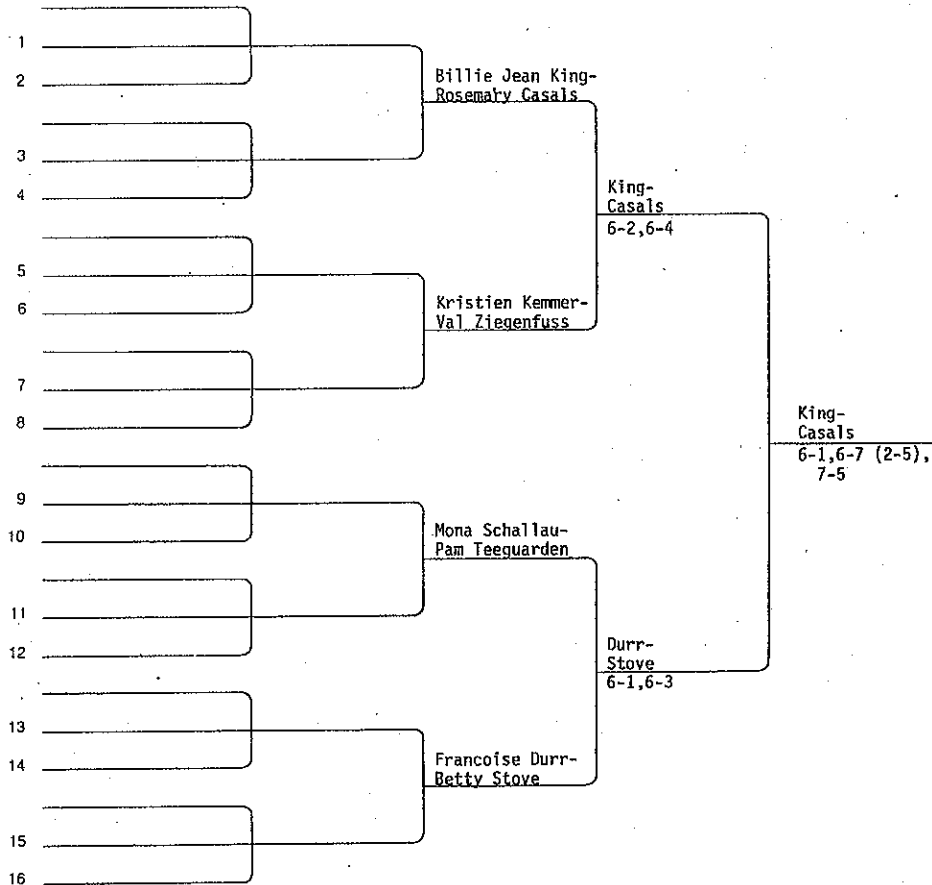 1
2
Billie Jean King-
Rosemary Casals
3
4
King-
Casals
6-2,6-4
5
6
Kristien Kemmer-
Val Ziegenfuss
7
8
King-
Casals
6-1,6-7 (2-5),
7-5
9
10
Mona Schallau-
Pam Teeguarden
11
12
Durr-
Stove
6-1,6-3
13
14
Francoise Durr-
Betty Stove
15
16